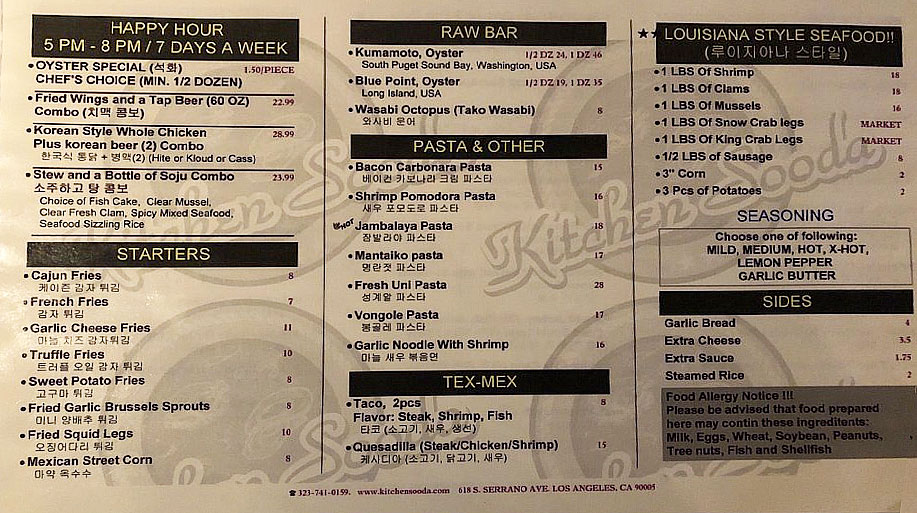 HAPPY HOUR
5 PM - 8 PM / 7 DAYS A WEEK
•OYSTER SPECIAL (석화) 1.50/PIECE
CHEF'S CHOICE (MIN. 1/2 DOZEN)
•Fried Wings and a Tap Beer (60 OZ) 22.99
Combo (치맥 콤보)
•Korean Style Whole Chicken 28.99
Plus korean beer (2) Combo
한국식 통닭 + 병맥(2) (Hite or Kloud or Cass)
•Stew and a Bottle of Soju Combo 23.99
소주하고 탕 콤보
Choice of Fish Cake, Clear Mussel,
Clear Fresh Clam, Spicy Mixed Seafood,
Seafood Sizzling Rice
STARTERS
•Cajun Fries 8
케이준 감자 튀김
•French Fries 7
감자 튀김
•Garlic Cheese Fries 11
마늘 치즈 감자튀김
•Truffle Fries 10
트러플 오일 감자 튀김
•Sweet Potato Fries 8
고구마 튀김
•Fried Garlic Brussels Sprouts 8
미니 양배추 튀김
•Fried Squid Legs 10
오징어다리 튀김
•Mexican Street Corn 8
마약 옥수수
RAW BAR
•Kumamoto, Oyster 1/2 DZ 24, 1 DZ 46
South Puget Sound Bay, Washington, USA
•Blue Point, Oyster 1/2 DZ 19, 1 DZ 35
Long Island, USA
•Wasabi Octopus (Tako Wasabi) 8
와사비 문어
PASTA & OTHER
•Bacon Carbonara Pasta 15
베이컨 카보나라 크림 파스타
•Shrimp Pomodora Pasta 16
새우 포모도로 파스타
HOT
Jambalaya Pasta 18
잠발라야 파스타
•Mantaiko pasta 17
명란젓 파스타
•Fresh Uni Pasta 28
성게알 파스타
•Vongole Pasta 17
봉골레 파스타
•Garlic Noodle With Shrimp 16
마늘 새우 볶음면
TEX-MEX
•Taco, 2pcs 8
Flavor: Steak, Shrimp, Fish
타코 (소고기, 새우, 생선)
•Quesadilla (Steak/Chicken/Shrimp) 15
케시디아 (소고기, 닭고기, 새우)
★★ LOUISIANA STYLE SEAFOOD!!
(루이지아나 스타일)
•1 LBS Of Shrimp 18
•1 LBS Of Clams 18
•1 LBS Of Mussels 16
•1 LBS Of Snow Crab legs MARKET
•1 LBS Of King Crab Legs MARKET
•1/2 LBS of Sausage 8
•3" Corn 2
•3 Pcs of Potatoes 2
SEASONING
Choose one of following:
MILD, MEDIUM, HOT, X-HOT,
LEMON PEPPER
GARLIC BUTTER
SIDES
Garlic Bread 4
Extra Cheese 3.5
Extra Sauce 1.75
Steamed Rice 2
Food Allergy Notice !!!
Please be advised that food prepared
here may contin these ingreditents:
Milk, Eggs, Wheat, Soybean, Peanuts,
Tree nuts, Fish and Shellfish
Kitchen Sooda
Kitchen Sooda
☎ 323-741-0159. www.kitchensooda.com 618 S. SERRANO AVE. LOS ANGELES, CA 90005